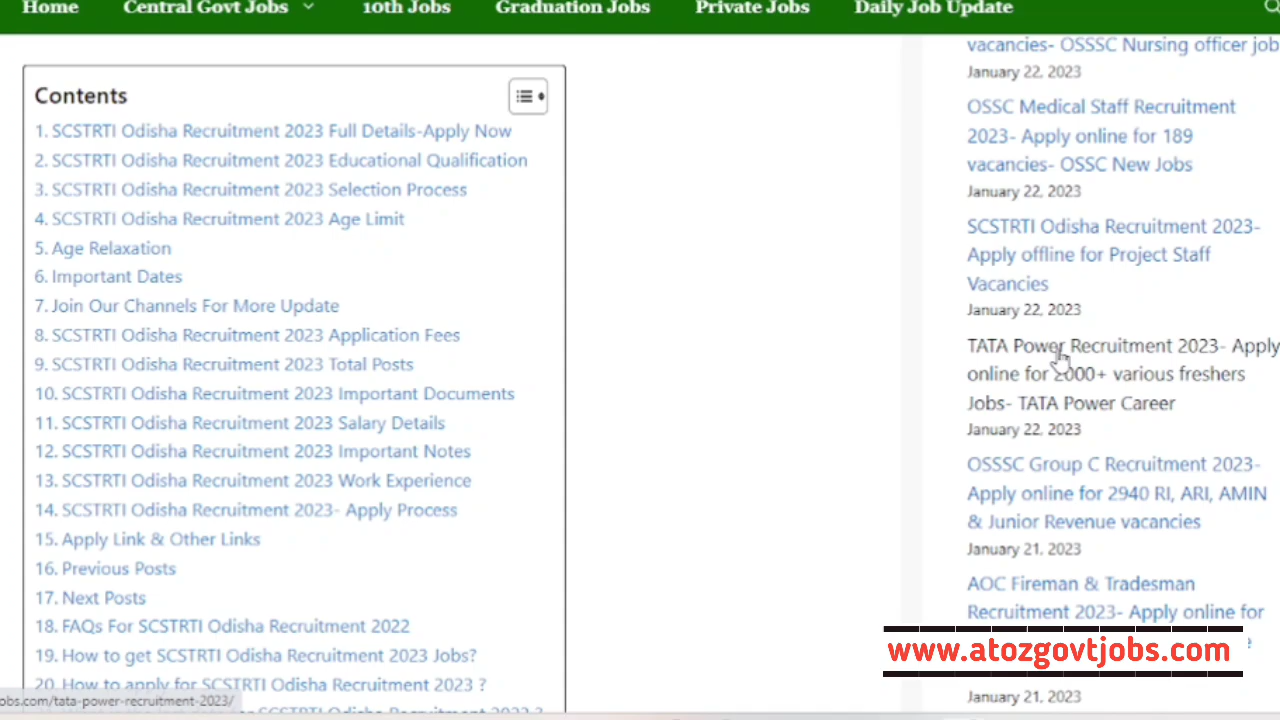 Home Central Govt Jobs 10th Jobs Graduation Jobs Private Jobs Daily Job Update
Contents
1. SCSTRTI Odisha Recruitment 2023 Full Details-Apply Now
2. SCSTRTI Odisha Recruitment 2023 Educational Qualification
3. SCSTRTI Odisha Recruitment 2023 Selection Process
4. SCSTRTI Odisha Recruitment 2023 Age Limit
5. Age Relaxation
6. Important Dates
7. Join Our Channels For More Update
8. SCSTRTI Odisha Recruitment 2023 Application Fees
9. SCSTRTI Odisha Recruitment 2023 Total Posts
10. SCSTRTI Odisha Recruitment 2023 Important Documents
11. SCSTRTI Odisha Recruitment 2023 Salary Details
12. SCSTRTI Odisha Recruitment 2023 Important Notes
13. SCSTRTI Odisha Recruitment 2023 Work Experience
14. SCSTRTI Odisha Recruitment 2023- Apply Process
15. Apply Link & Other Links
16. Previous Posts
17. Next Posts
18. FAQs For SCSTRTI Odisha Recruitment 2022
19. How to get SCSTRTI Odisha Recruitment 2023 Jobs?
20. How to apply for SCSTRTI Odisha Recruitment 2023 ?
obs.com/tata-power-recruitment-2023/
vacancies- OSSSC Nursing officer job
January 22, 2023
OSSC Medical Staff Recruitment
2023- Apply online for 189
vacancies- OSSC New Jobs
January 22, 2023
SCSTRTI Odisha Recruitment 2023-
Apply offline for Project Staff
Vacancies
January 22, 2023
TATA Power Recruitment 2023- Apply
online for 2000+ various freshers
Jobs- TATA Power Career
January 22, 2023
OSSSC Group C Recruitment 2023-
Apply online for 2940 RI, ARI, AMIN
& Junior Revenue vacancies
January 21, 2023
AOC Fireman & Tradesman
Recruitment 2023- Apply online for
www.atozgovtjobs.com
January 21, 2023